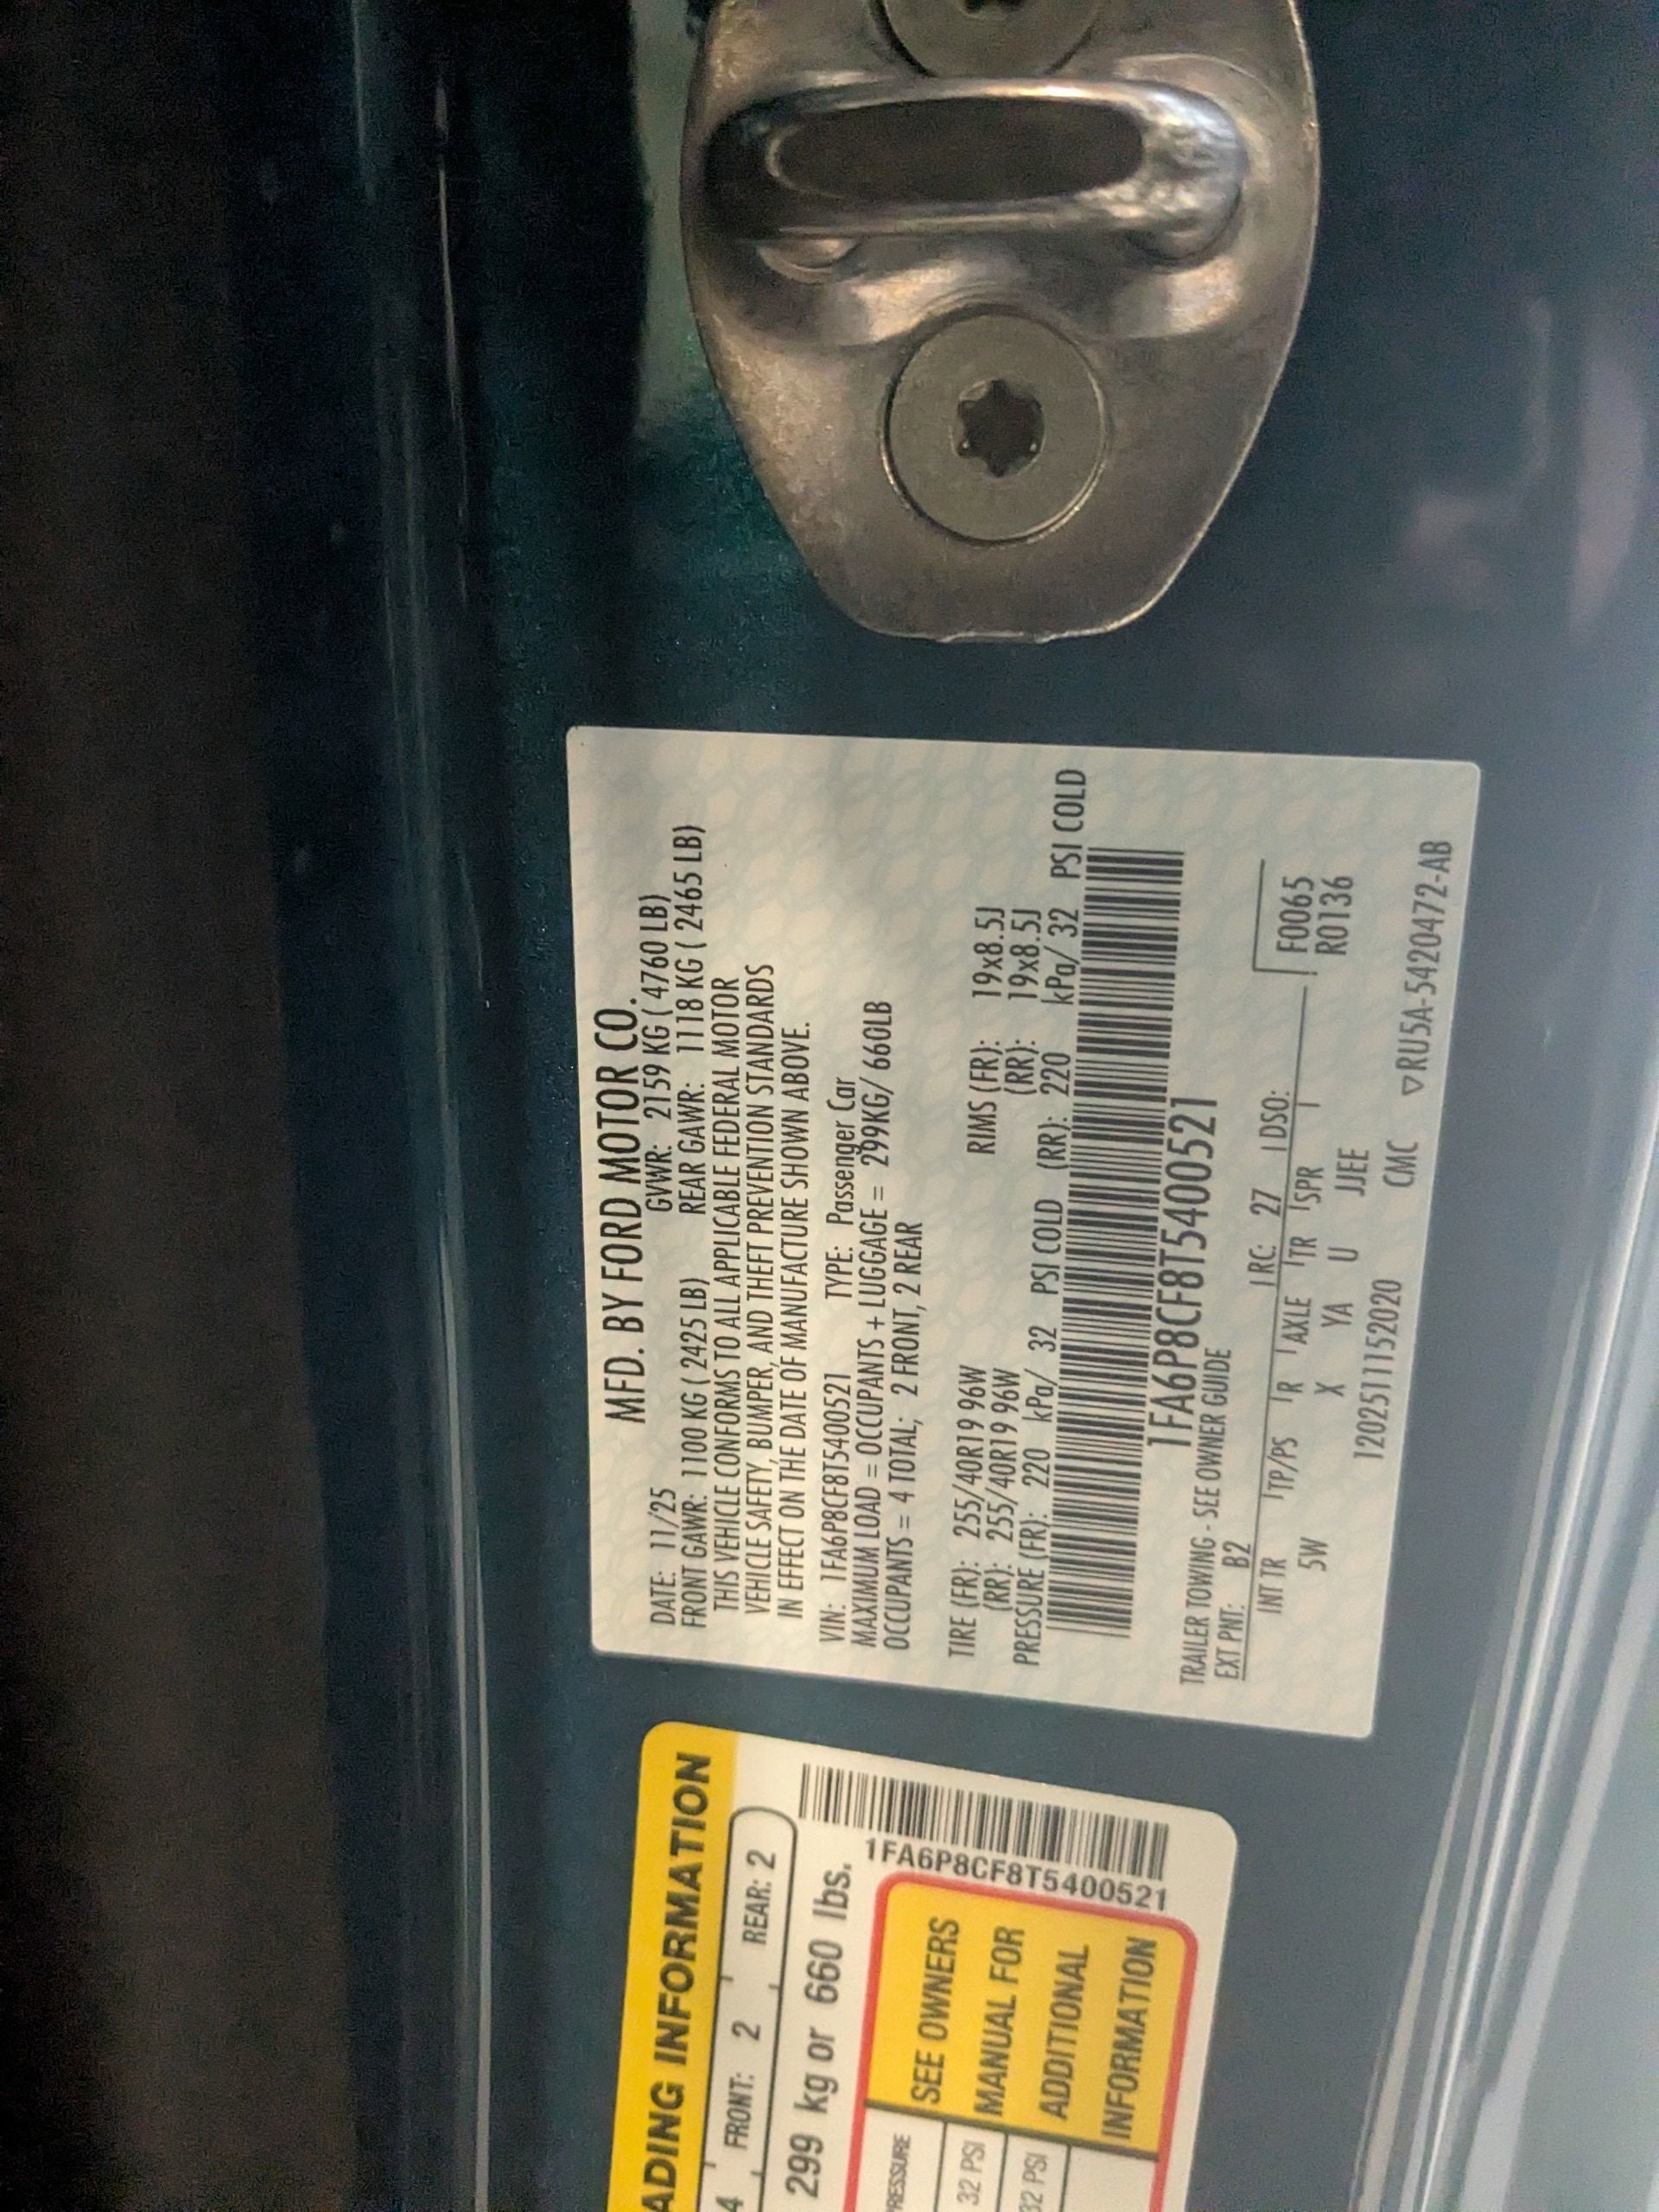 MFD. BY FORD MOTOR CO.
DATE: 11/25 GVWR: 2159 KG ( 4760 LB)
FRONT GAWR: 1100 KG ( 2425 LB) REAR GAWR: 1118 KG ( 2465 LB)
THIS VEHICLE CONFORMS TO ALL APPLICABLE FEDERAL MOTOR
VEHICLE SAFETY, BUMPER, AND THEFT PREVENTION STANDARDS
IN EFFECT ON THE DATE OF MANUFACTURE SHOWN ABOVE.
VIN: 1FA6P8CF8T5400521 TYPE: Passenger Car
MAXIMUM LOAD = OCCUPANTS + LUGGAGE = 299KG/ 660LB
OCCUPANTS = 4 TOTAL; 2 FRONT, 2 REAR
TIRE (FR): 255/40R19 96W RIMS (FR): 19x8.5J
(RR): 255/40R19 96W (RR): 19x8.5J
PRESSURE (FR): 220 kPa/ 32 PSI COLD (RR): 220 kPa/ 32 PSI COLD
1FA6P8CF8T5400521
TRAILER TOWING - SEE OWNER GUIDE
EXT PNT: B2 RC: 27 DSO:
INT TR TP/PS R AXLE TR SPR F0065
5W X YA U JJEE R0136
1202511152020 CMC ▽RU5A-5420472-AB
ADING INFORMATION
4 FRONT: 2 REAR: 2
299 kg or 660 lbs.
1FA6P8CF8T5400521
PRESSURE
32 PSI
32 PSI
SEE OWNERS
MANUAL FOR
ADDITIONAL
INFORMATION